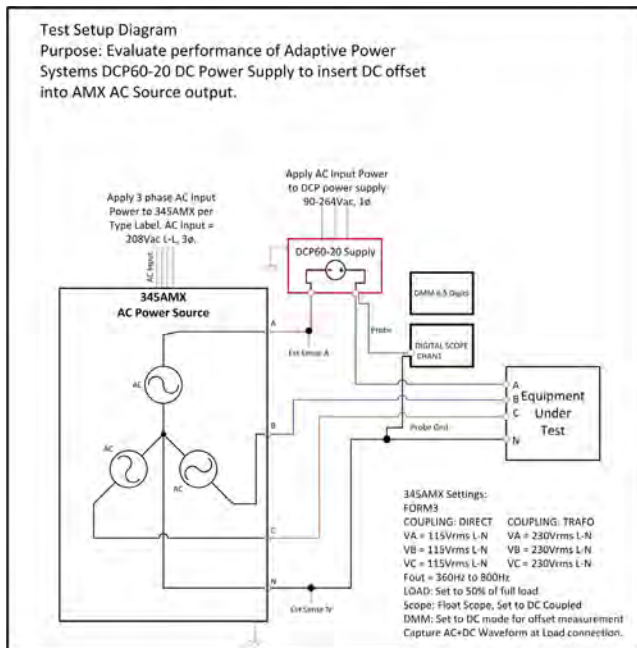 Test Setup Diagram
Purpose: Evaluate performance of Adaptive Power
Systems DCP60-20 DC Power Supply to insert DC offset
into AMX AC Source output.
Apply AC Input Power
to DCP power supply
90-264Vac, 1ø.
Apply 3 phase AC Input
Power to 345AMX per
Type Label. AC Input =
208Vac L-L, 3ø.
AC Input
DCP60-20 Supply
345AMX
AC Power Source
DMM 6.5 Digits
DIGITAL SCOPE
CHAN1
Probe
A
Ext Sense A
AC
B
AC
AC
A
B
C
N
Equipment
Under
Test
Probe Gnd
C
N
Ext Sense N
345AMX Settings:
FORM3
COUPLING: DIRECT COUPLING: TRAFO
VA = 115Vrms L-N VA = 230Vrms L-N
VB = 115Vrms L-N VB = 230Vrms L-N
VC = 115Vrms L-N VC = 230Vrms L-N
Fout = 360Hz to 800Hz
LOAD: Set to 50% of full load
Scope: Float Scope, Set to DC Coupled
DMM: Set to DC mode for offset measurement
Capture AC+DC Waveform at Load connection.